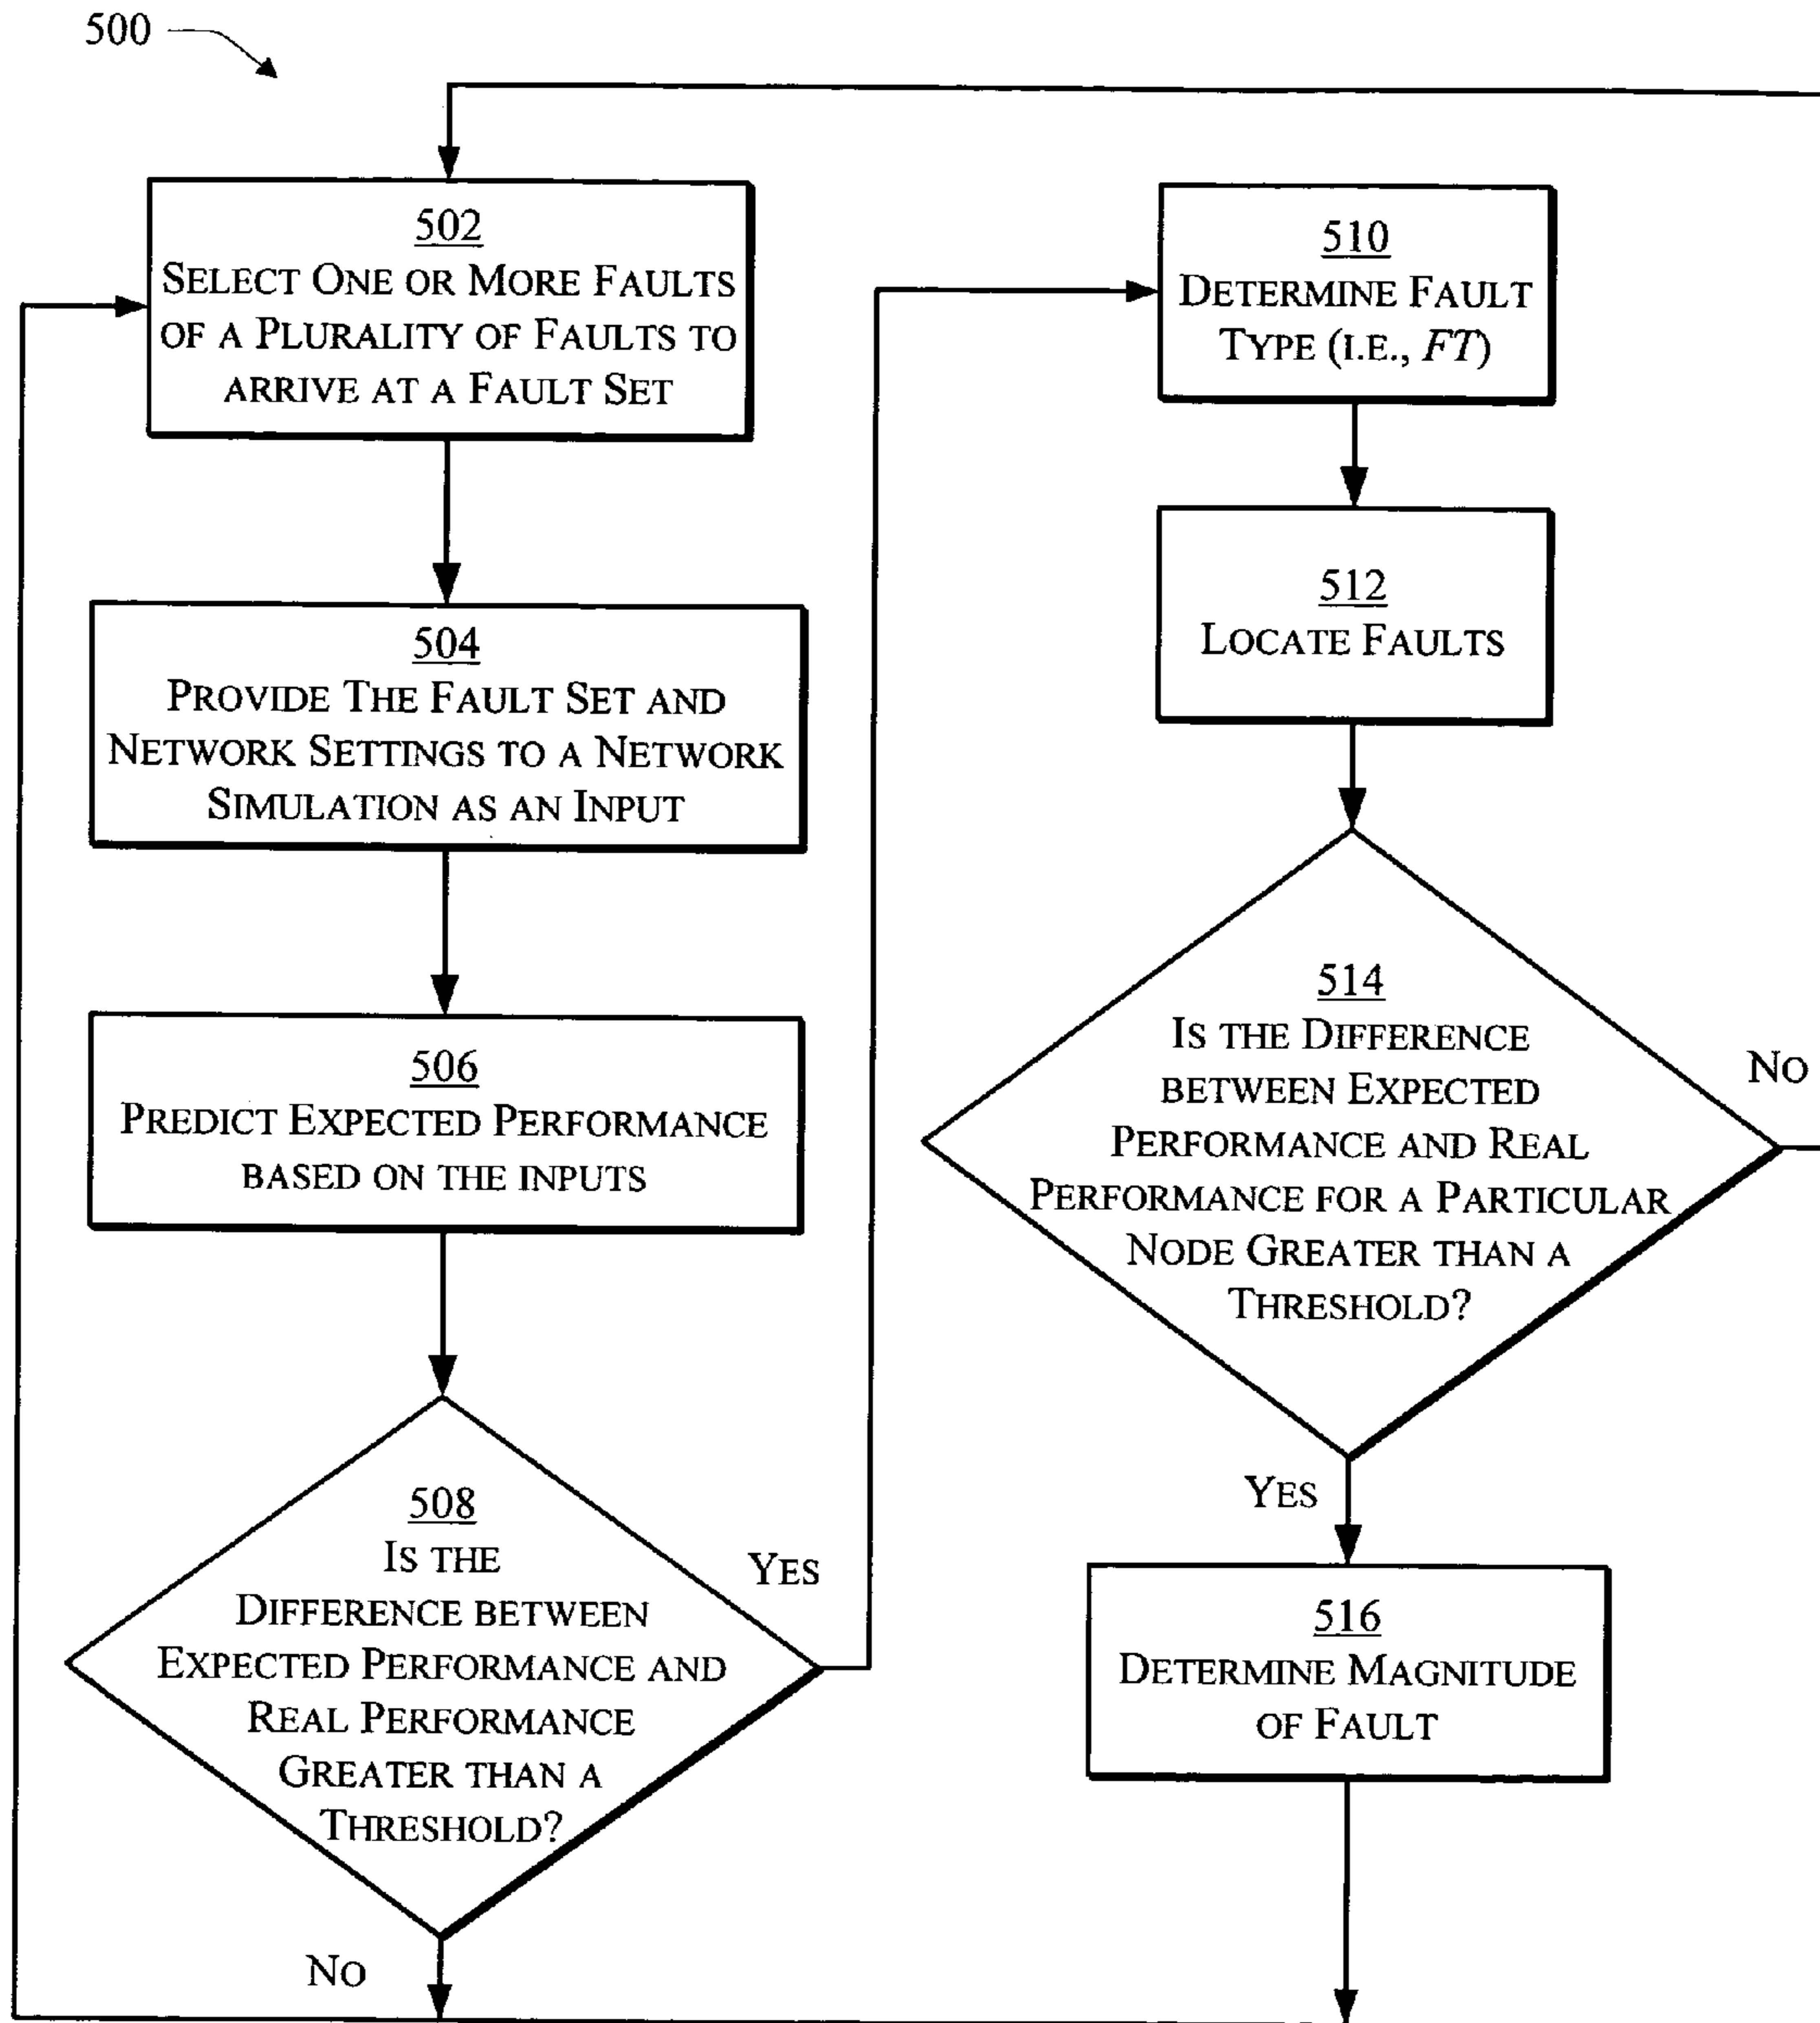 500
502
SELECT ONE OR MORE FAULTS
OF A PLURALITY OF FAULTS TO
ARRIVE AT A FAULT SET
504
PROVIDE THE FAULT SET AND
NETWORK SETTINGS TO A NETWORK
SIMULATION AS AN INPUT
506
PREDICT EXPECTED PERFORMANCE
BASED ON THE INPUTS
508
IS THE
DIFFERENCE BETWEEN
EXPECTED PERFORMANCE AND
REAL PERFORMANCE
GREATER THAN A
THRESHOLD?
YES
NO
510
DETERMINE FAULT
TYPE (I.E., FT)
512
LOCATE FAULTS
514
IS THE DIFFERENCE
BETWEEN EXPECTED
PERFORMANCE AND REAL
PERFORMANCE FOR A PARTICULAR
NODE GREATER THAN A
THRESHOLD?
NO
YES
516
DETERMINE MAGNITUDE
OF FAULT